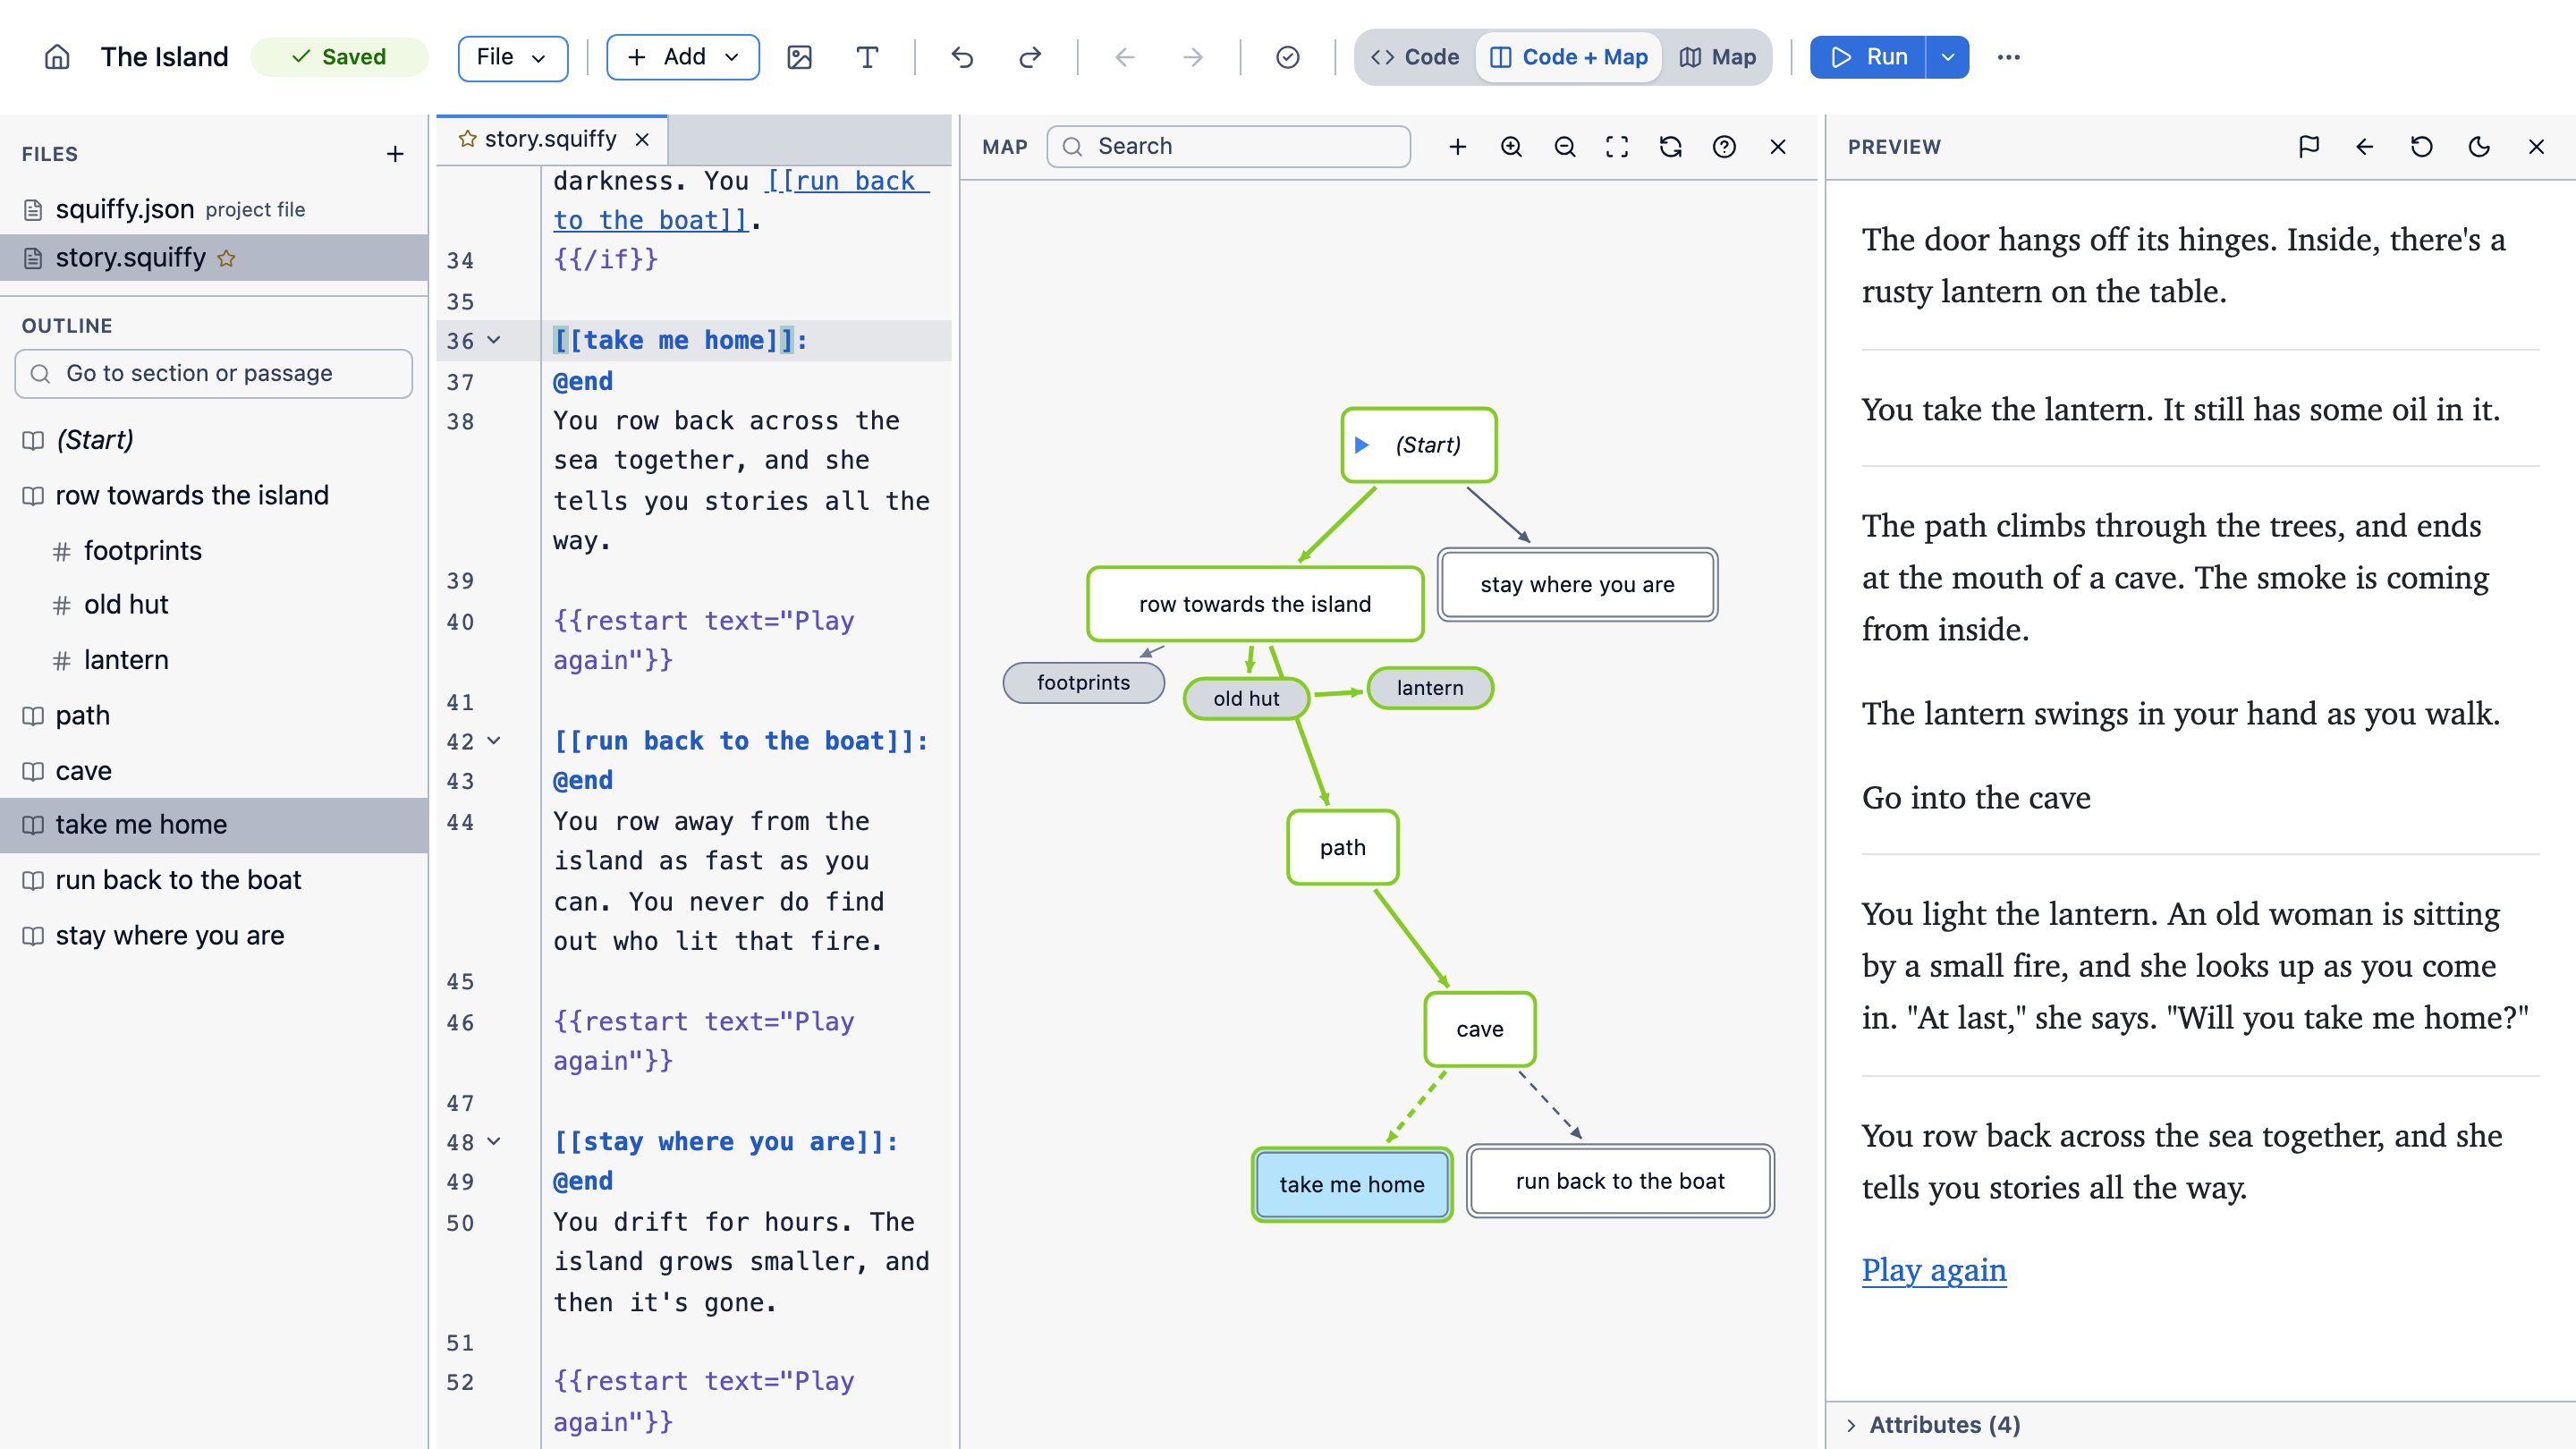 The Island
Saved
File
Add
Code
Code + Map
Map
Run
FILES
squiffy.json project file
story.squiffy
OUTLINE
Go to section or passage
(Start)
row towards the island
# footprints
# old hut
# lantern
path
cave
take me home
run back to the boat
stay where you are
story.squiffy
darkness. You [[run back
to the boat]].
34 {{/if}}
35
36 [[take me home]]:
37 @end
38 You row back across the
sea together, and she
tells you stories all the
way.
39
40 {{restart text="Play
again"}}
41
42 [[run back to the boat]]:
43 @end
44 You row away from the
island as fast as you
can. You never do find
out who lit that fire.
45
46 {{restart text="Play
again"}}
47
48 [[stay where you are]]:
49 @end
50 You drift for hours. The
island grows smaller, and
then it's gone.
51
52 {{restart text="Play
again"}}
MAP
Search
(Start)
stay where you are
row towards the island
footprints
old hut
lantern
path
cave
take me home
run back to the boat
PREVIEW
The door hangs off its hinges. Inside, there's a
rusty lantern on the table.
You take the lantern. It still has some oil in it.
The path climbs through the trees, and ends
at the mouth of a cave. The smoke is coming
from inside.
The lantern swings in your hand as you walk.
Go into the cave
You light the lantern. An old woman is sitting
by a small fire, and she looks up as you come
in. "At last," she says. "Will you take me home?"
You row back across the sea together, and she
tells you stories all the way.
Play again
Attributes (4)